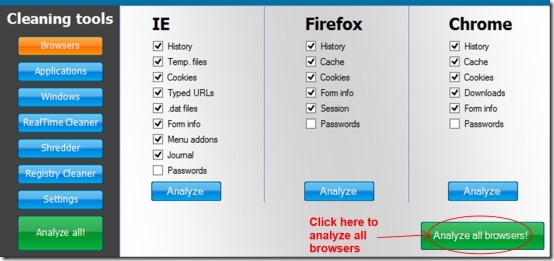 Cleaning tools
Browsers
Applications
Windows
RealTime Cleaner
Shredder
Registry Cleaner
Settings
Analyze all!
IE
History
Temp. files
Cookies
Typed URLs
.dat files
Form info
Menu addons
Journal
Passwords
Analyze
Firefox
History
Cache
Cookies
Form info
Session
Passwords
Analyze
Chrome
History
Cache
Cookies
Downloads
Form info
Passwords
Analyze
Click here to
analyze all
browsers
Analyze all browsers!